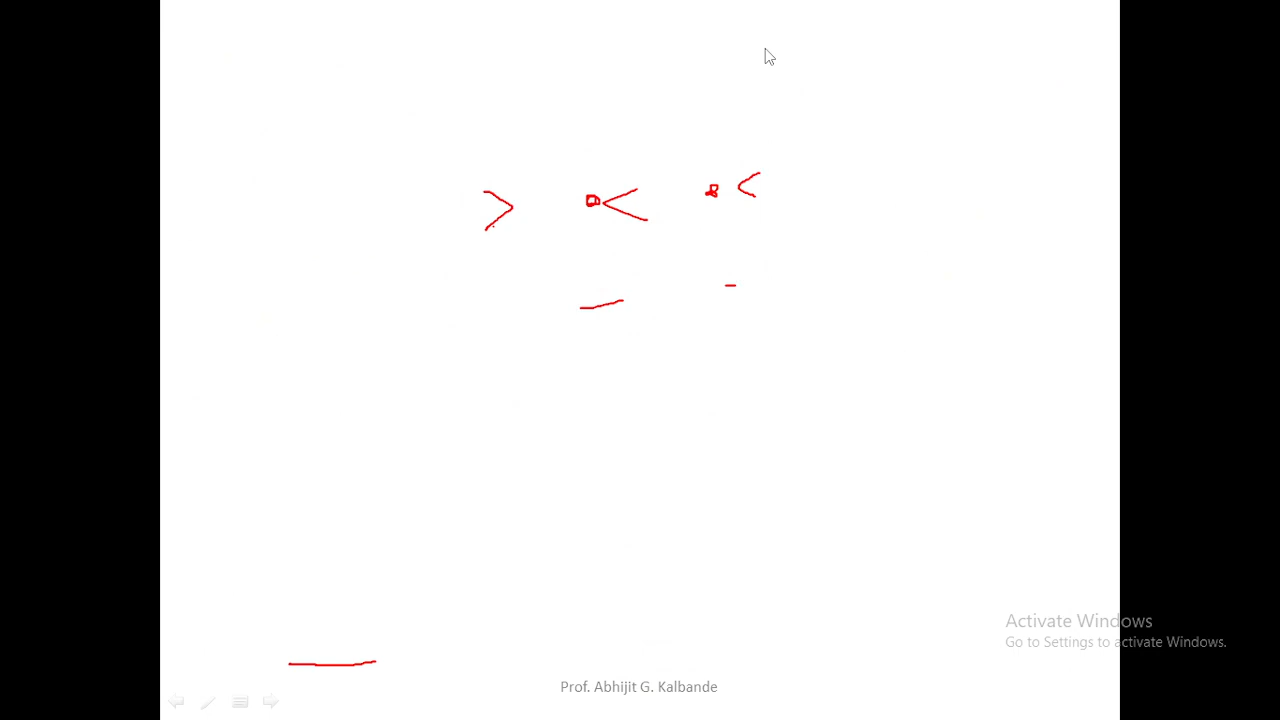 Activate Windows
Go to Settings to activate Windows.
Prof. Abhijit G. Kalbande